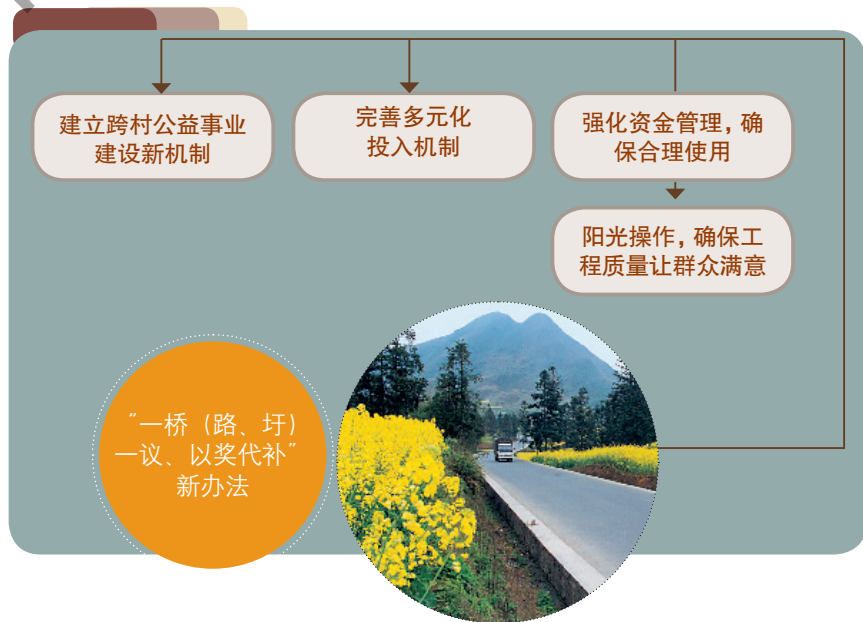 建立跨村公益事业
建设新机制
完善多元化
投入机制
强化资金管理，确
保合理使用
阳光操作，确保工
程质量让群众满意
“一桥（路、圩）
一议、以奖代补”
新办法